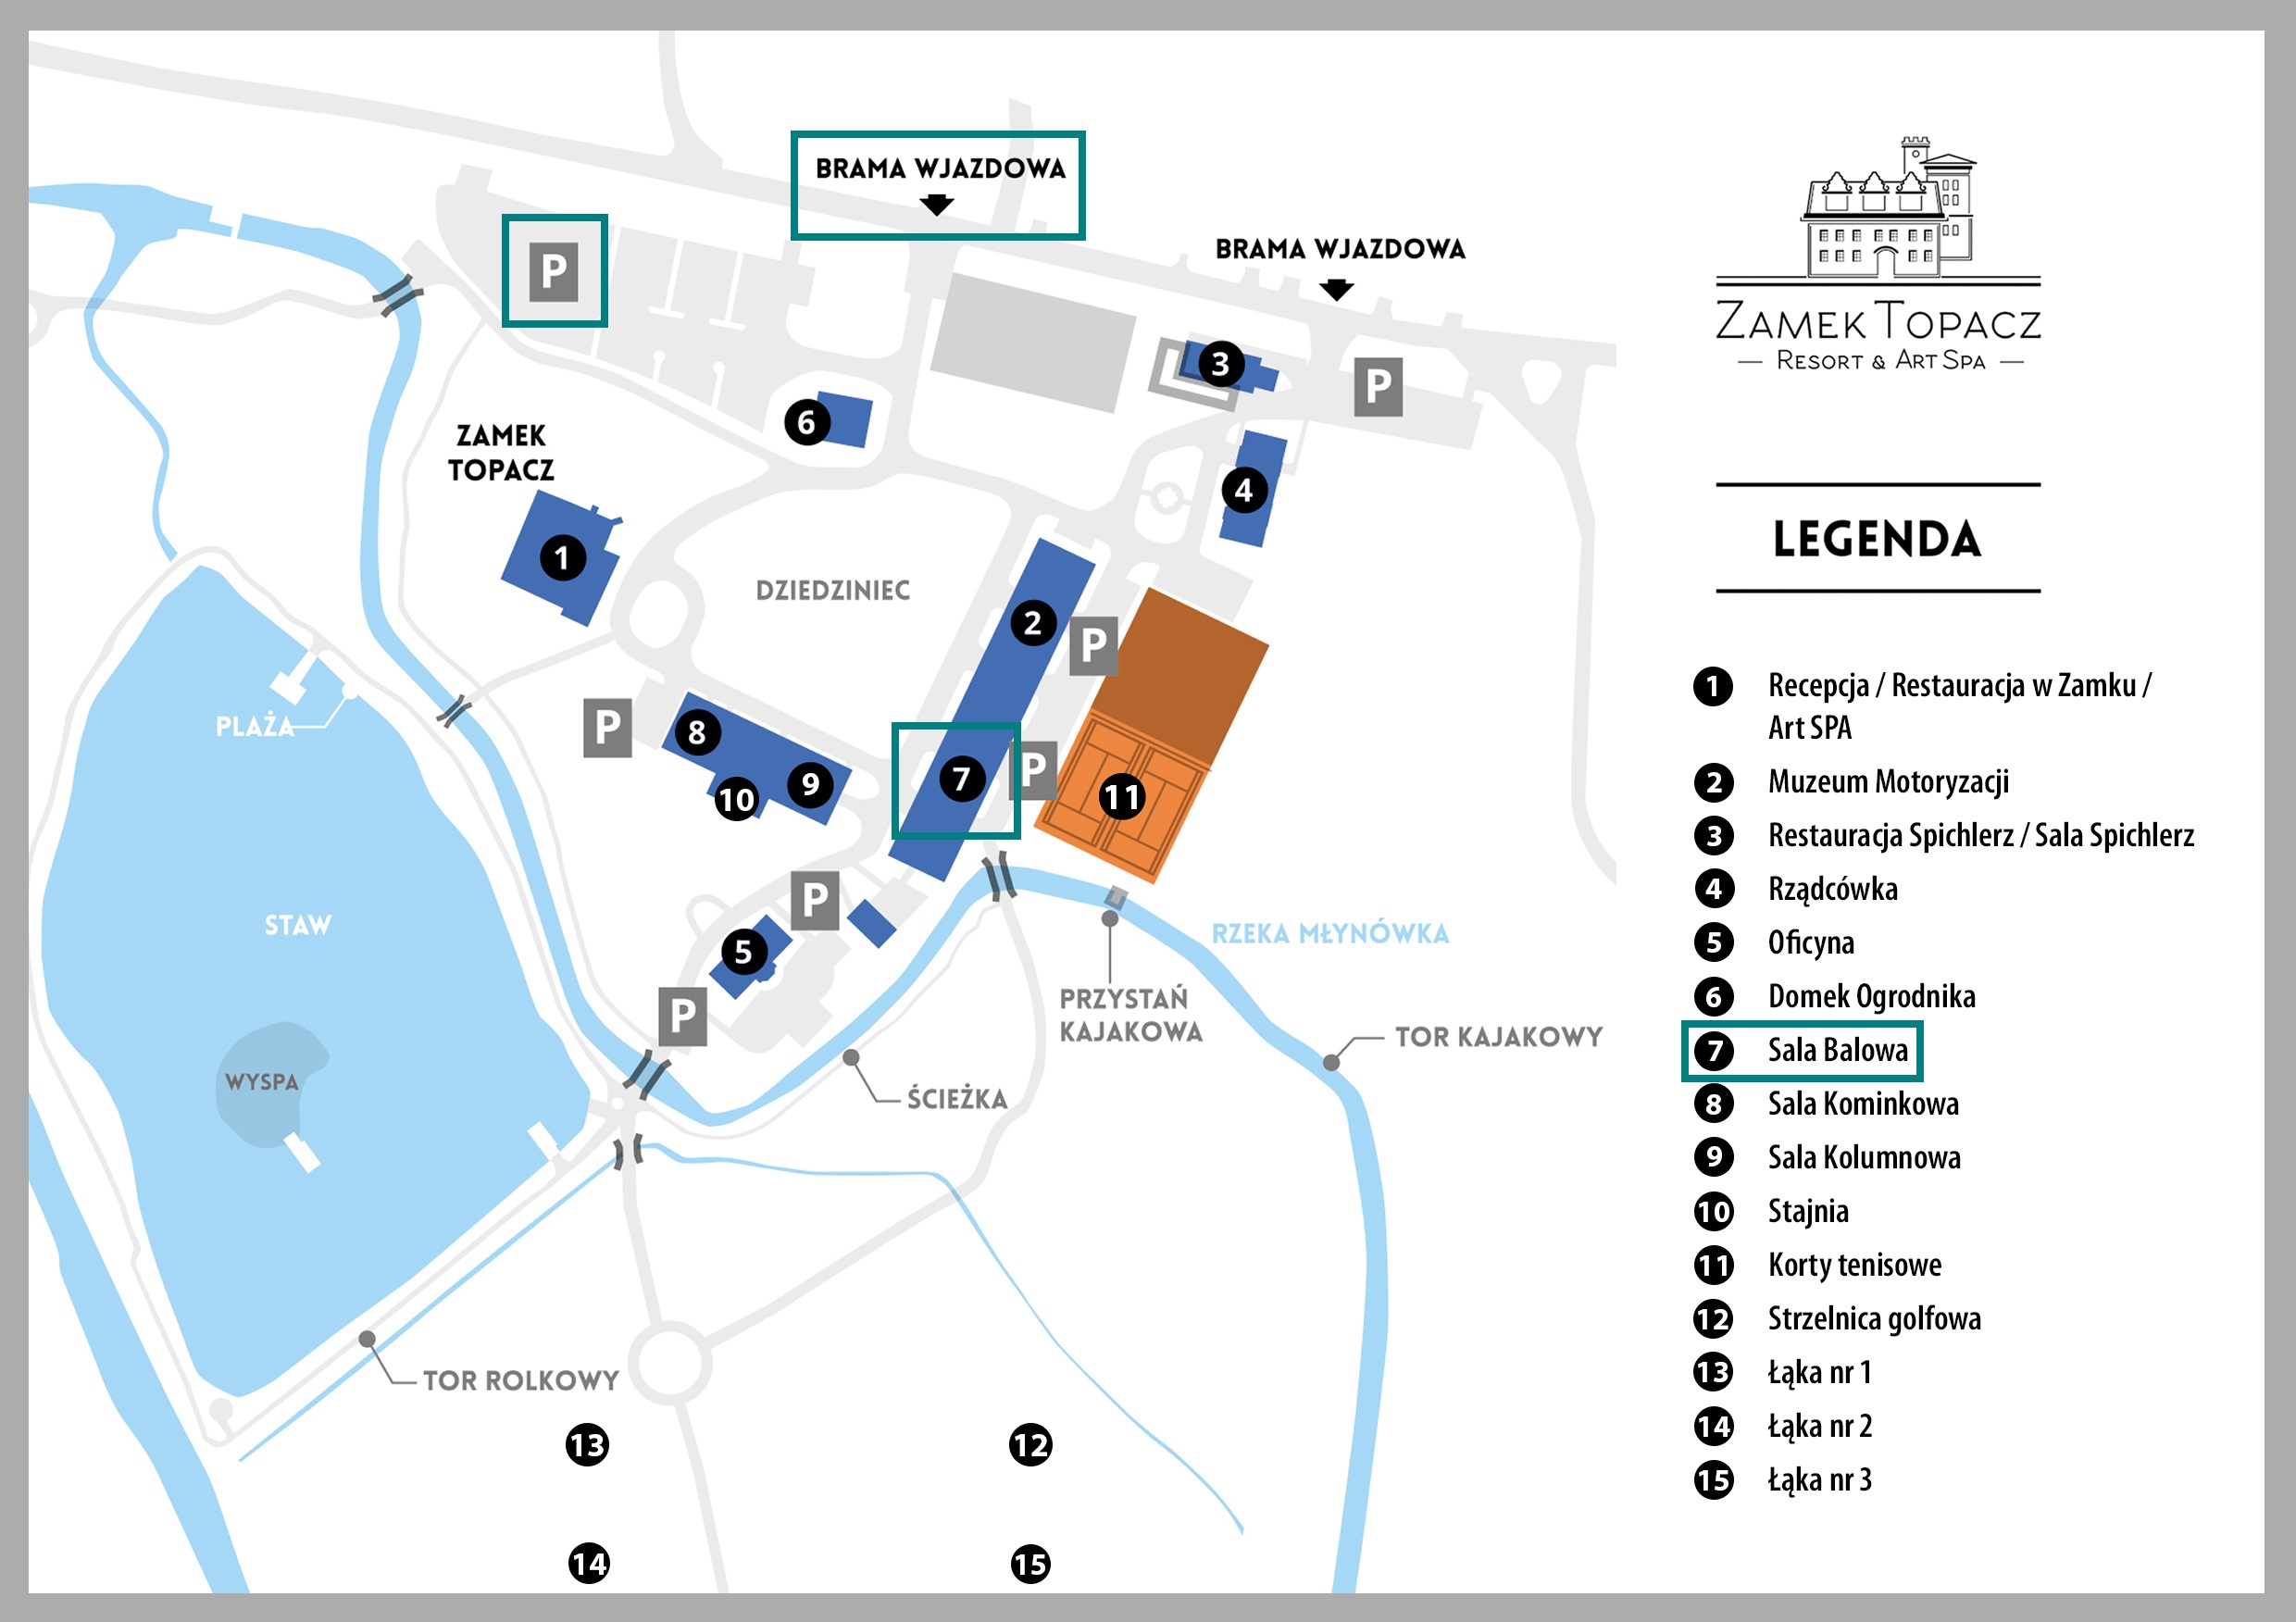 BRAMA WJAZDOWA
P
BRAMA WJAZDOWA
ZAMEK TOPACZ
— RESORT & ART SPA —
3
P
6
ZAMEK
TOPACZ
4
LEGENDA
1
DZIEDZINIEC
2
P
PLAŻA
P
8
7
P
9
10
11
STAW
P
5
RZEKA MŁYNÓWKA
P
PRZYSTAŃ
KAJAKOWA
TOR KAJAKOWY
WYSPA
ŚCIEŻKA
TOR ROLKOWY
13
12
14
15
1 Recepcja / Restauracja w Zamku /
Art SPA
2 Muzeum Motoryzacji
3 Restauracja Spichlerz / Sala Spichlerz
4 Rządcówka
5 Oficyna
6 Domek Ogrodnika
7 Sala Balowa
8 Sala Kominkowa
9 Sala Kolumnowa
10 Stajnia
11 Korty tenisowe
12 Strzelnica golfowa
13 Łąka nr 1
14 Łąka nr 2
15 Łąka nr 3